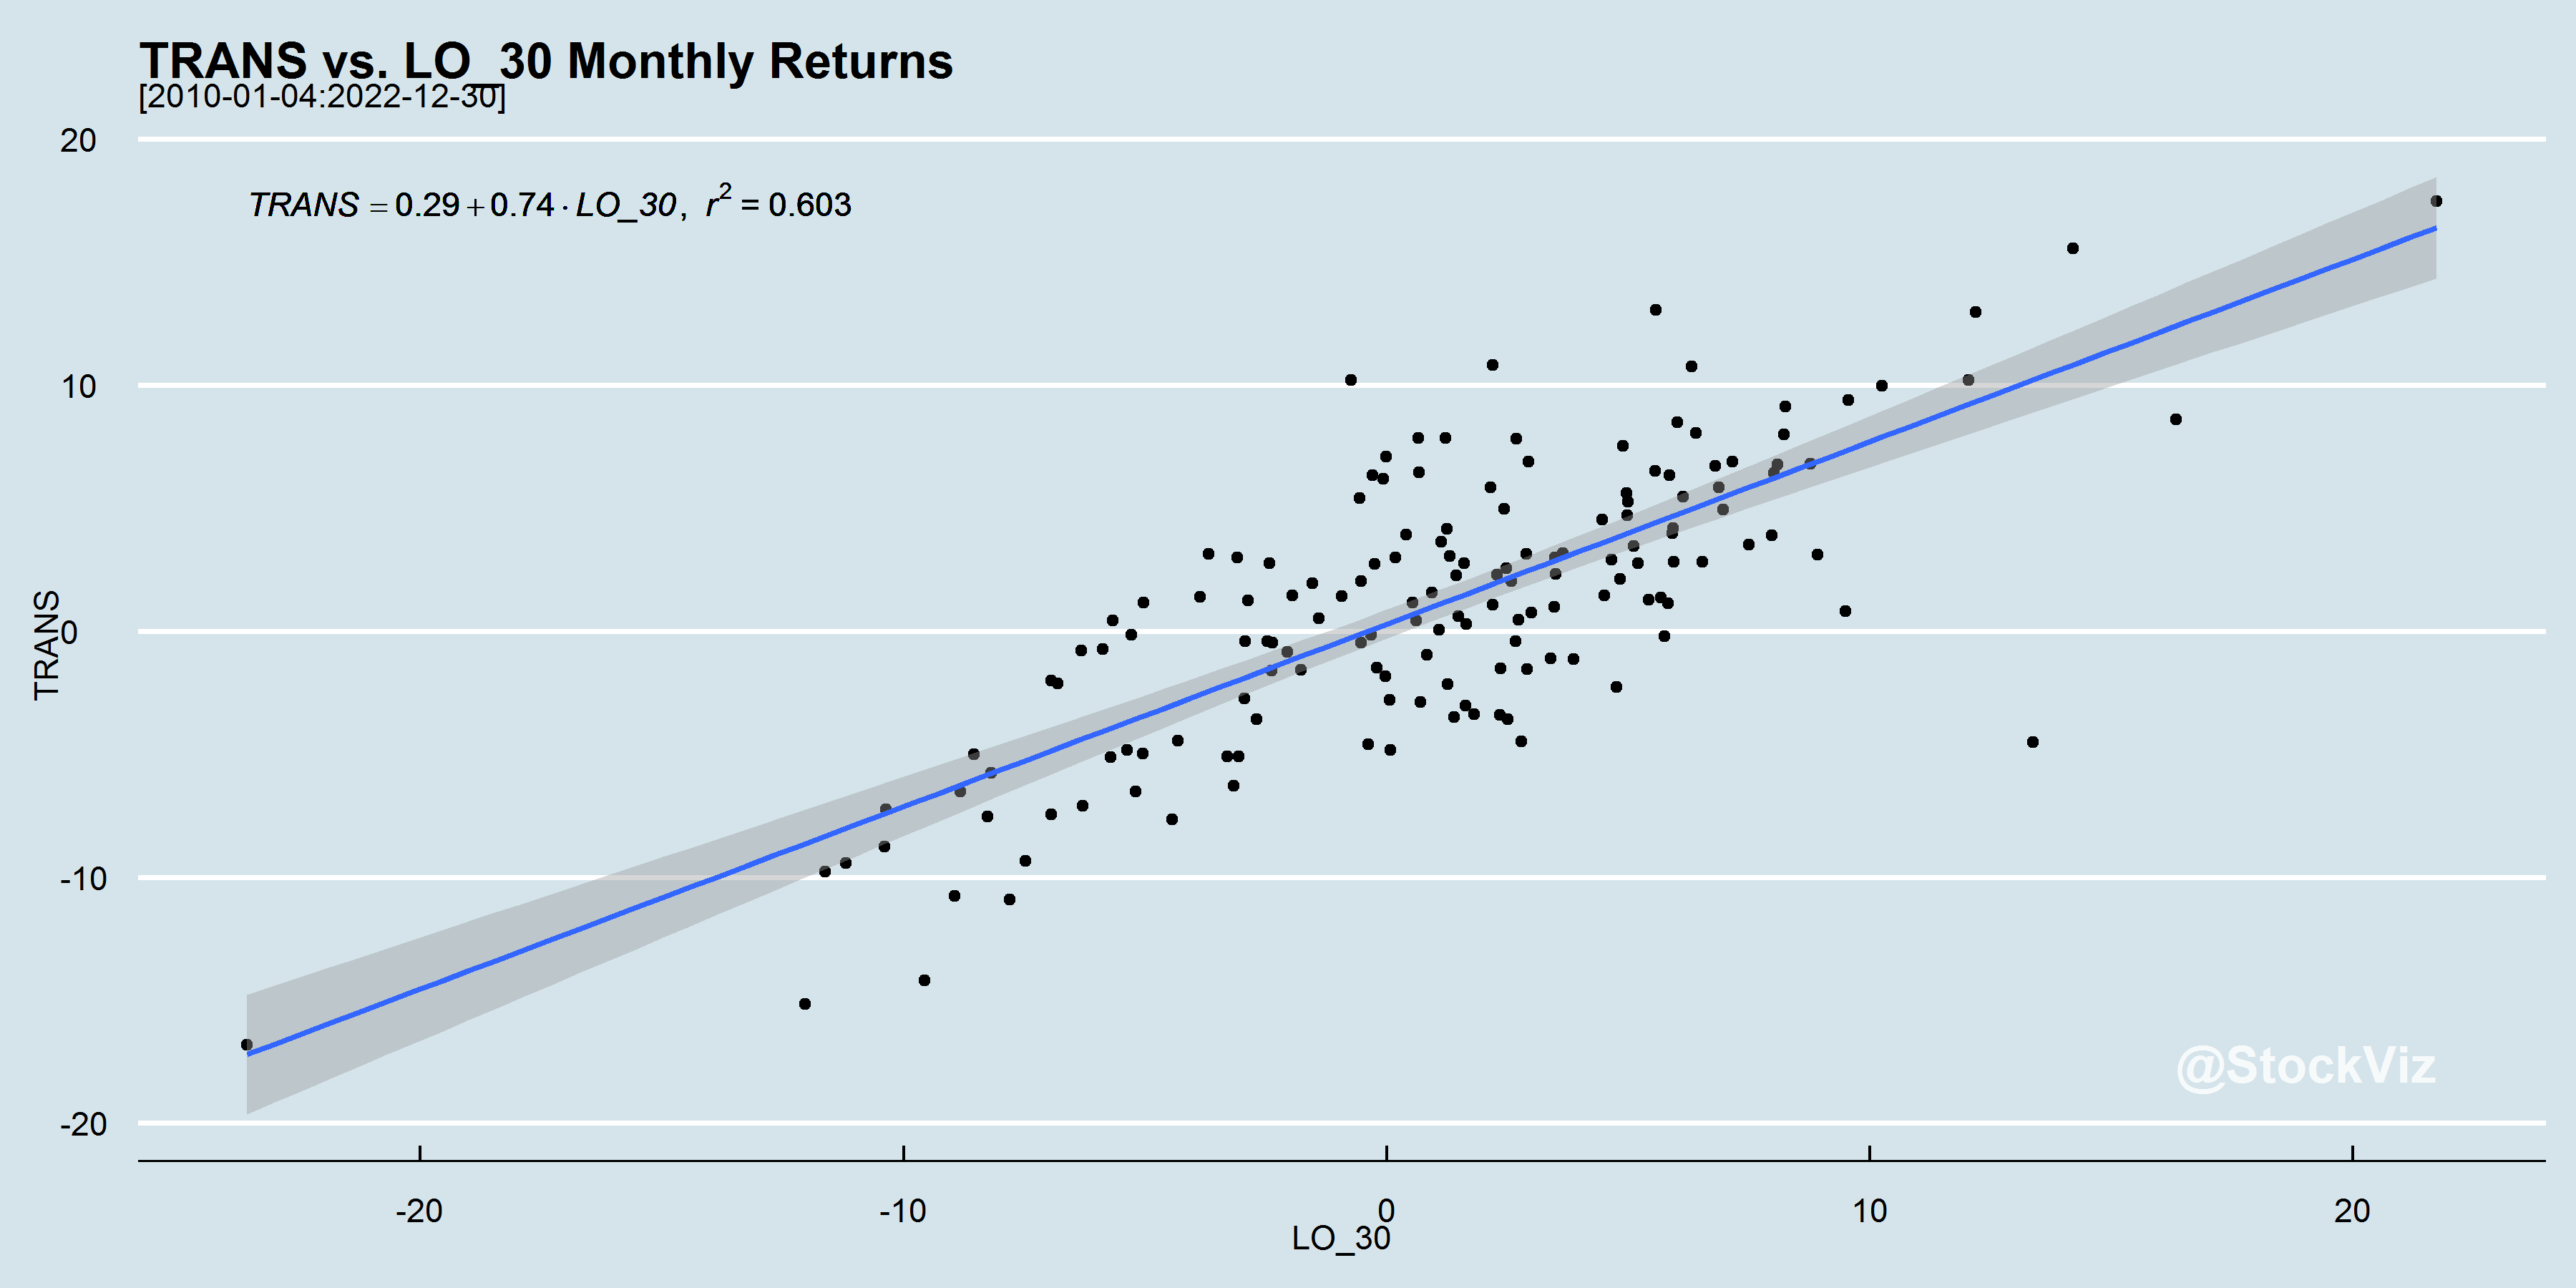 TRANS vs. LO_30 Monthly Returns
[2010-01-04:2022-12-30]
20
TRANS = 0.29 + 0.74 · LO_30, r² = 0.603
10
TRANS
0
-10
@StockViz
-20
-20 -10 0 10 20
LO_30